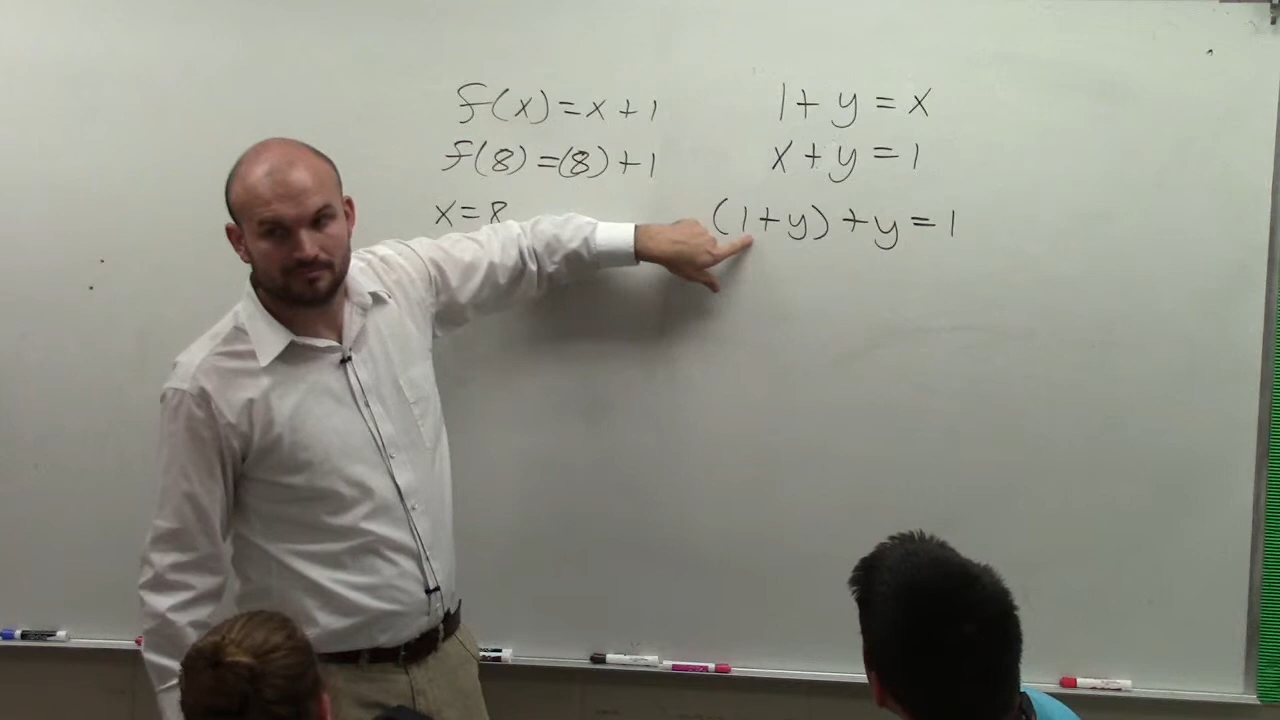 f(x)=x+1
f(8)=(8)+1
x=8
1+y=x
x+y=1
(1+y)+y=1